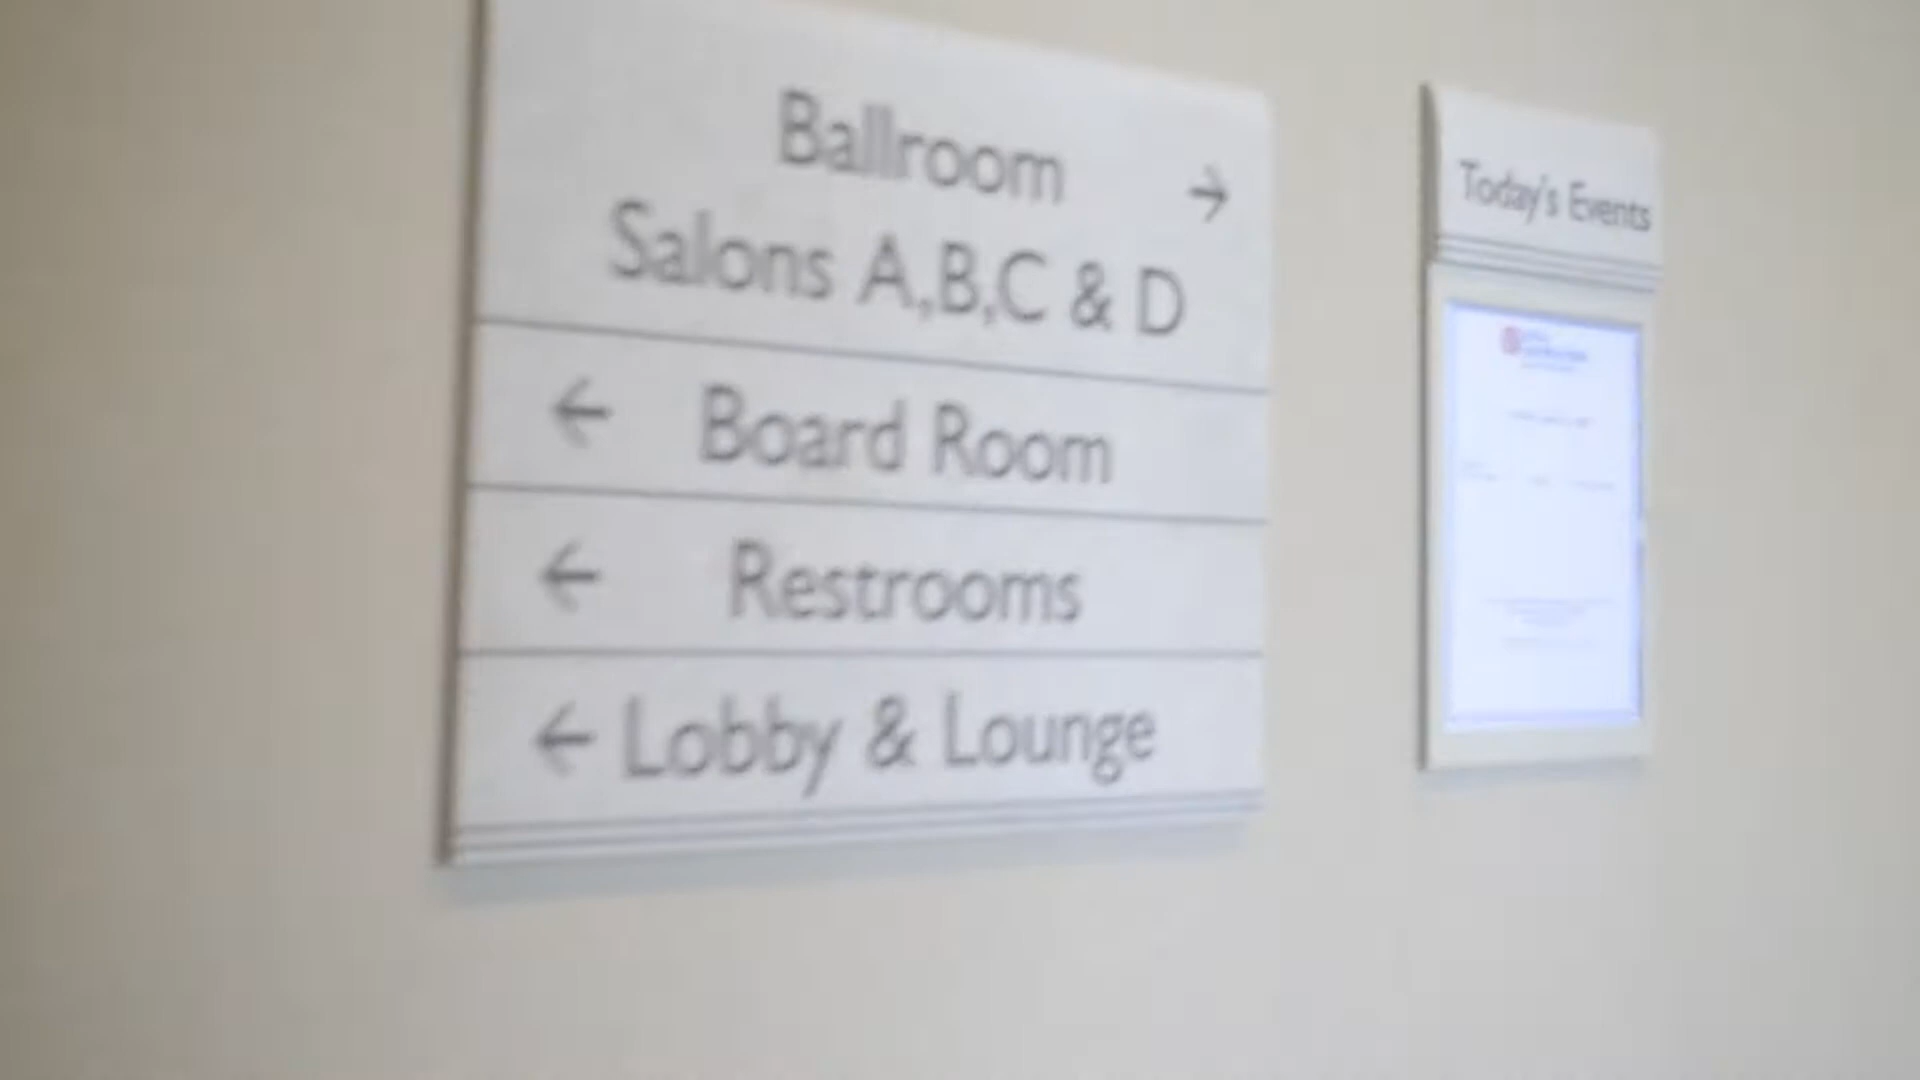 Ballroom →
Salons A,B,C & D
← Board Room
← Restrooms
← Lobby & Lounge
Today's Events